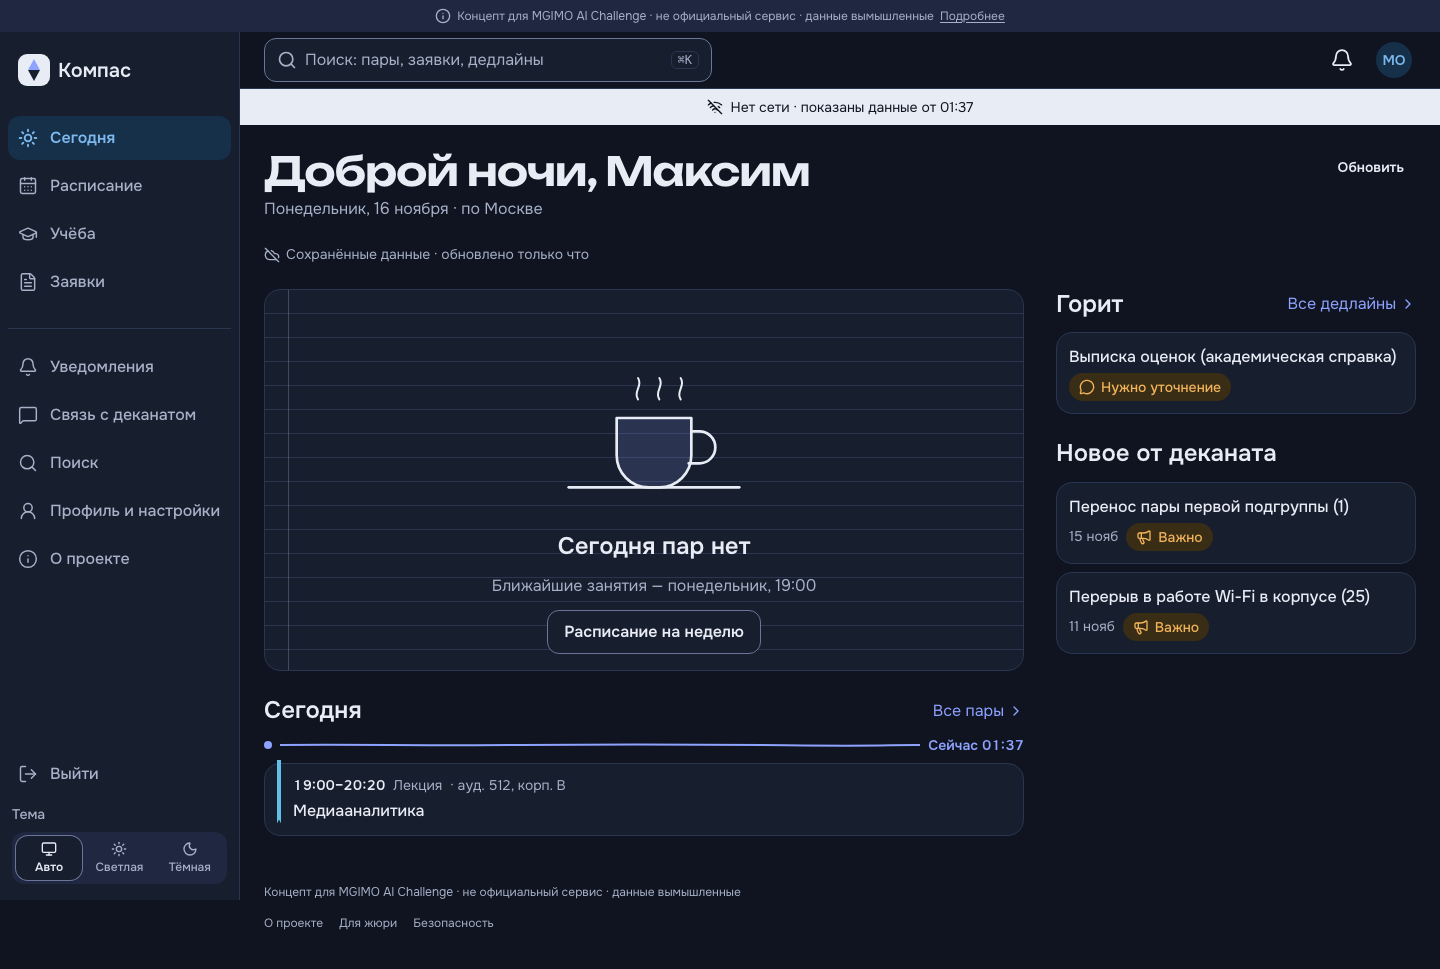 Концепт для MGIMO AI Challenge · не официальный сервис · данные вымышленные Подробнее
Компас
Поиск: пары, заявки, дедлайны ⌘K
МО
Нет сети · показаны данные от 01:37
Сегодня
Расписание
Учёба
Заявки
Уведомления
Связь с деканатом
Поиск
Профиль и настройки
О проекте
Выйти
Тема
Авто Светлая Тёмная
Доброй ночи, Максим
Обновить
Понедельник, 16 ноября · по Москве
Сохранённые данные · обновлено только что
Сегодня пар нет
Ближайшие занятия — понедельник, 19:00
Расписание на неделю
Сегодня
Все пары
Сейчас 01:37
19:00–20:20 Лекция · ауд. 512, корп. В
Медиааналитика
Горит
Все дедлайны
Выписка оценок (академическая справка)
Нужно уточнение
Новое от деканата
Перенос пары первой подгруппы (1)
15 нояб Важно
Перерыв в работе Wi-Fi в корпусе (25)
11 нояб Важно
Концепт для MGIMO AI Challenge · не официальный сервис · данные вымышленные
О проекте Для жюри Безопасность